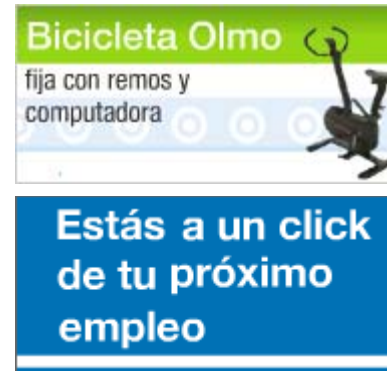 Bicicleta Olmo
fija con remos y
computadora
Estás a un click
de tu próximo
empleo